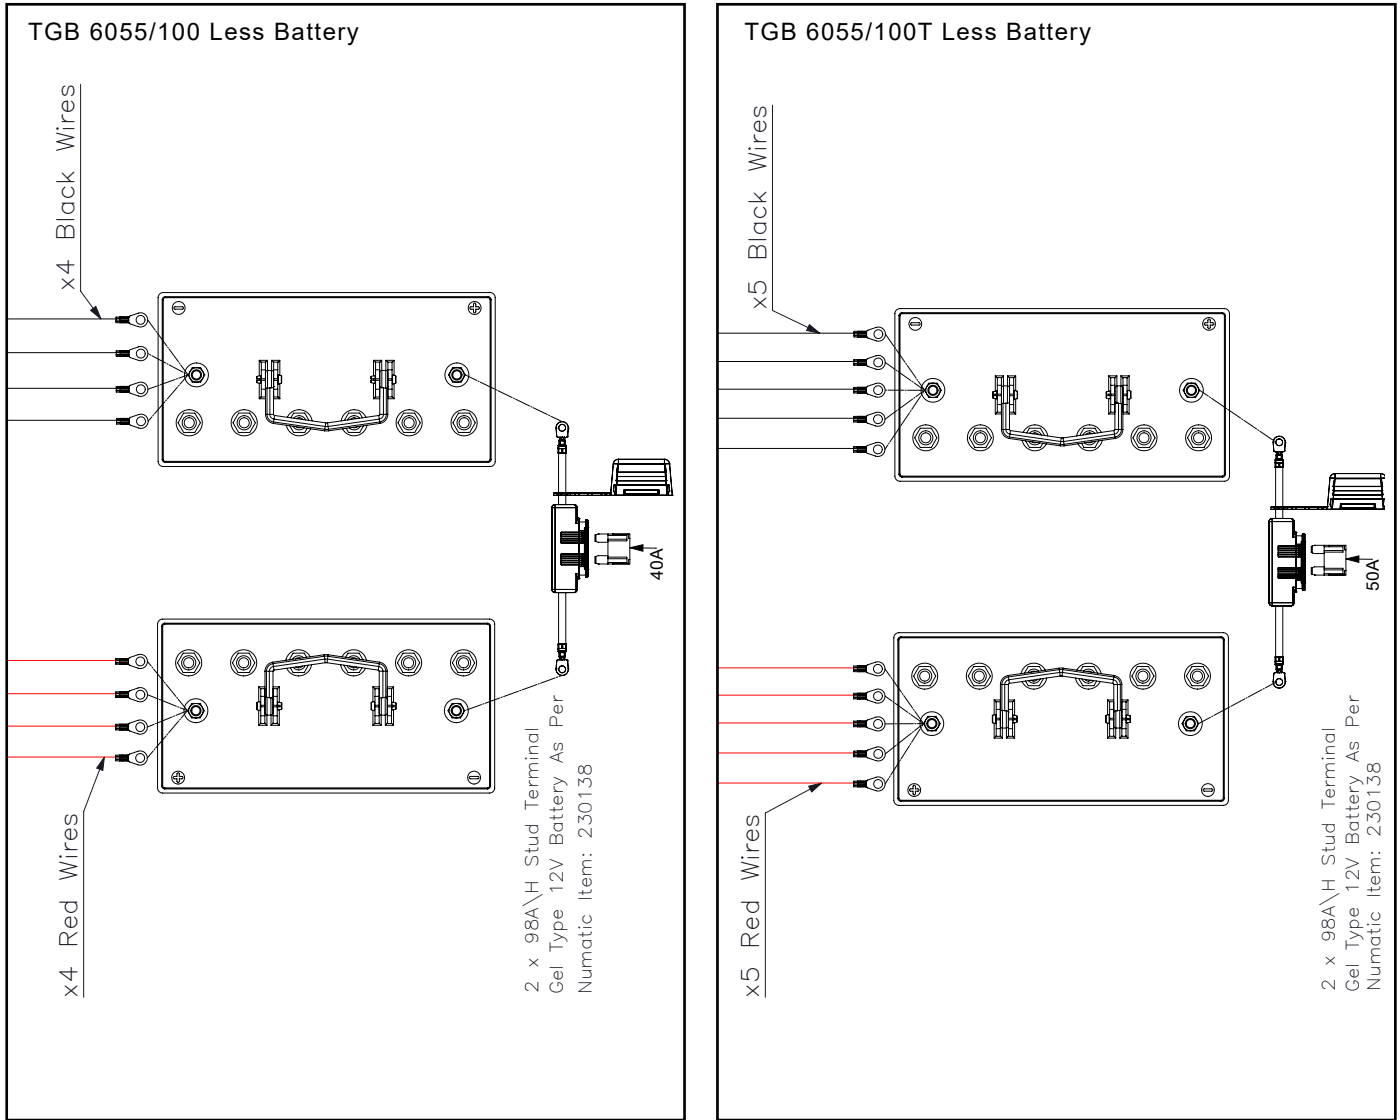 TGB 6055/100 Less Battery
x4 Black Wires
40A
x4 Red Wires
2 x 98A\H Stud Terminal
Gel Type 12V Battery As Per
Numatic Item: 230138
TGB 6055/100T Less Battery
x5 Black Wires
50A
x5 Red Wires
2 x 98A\H Stud Terminal
Gel Type 12V Battery As Per
Numatic Item: 230138